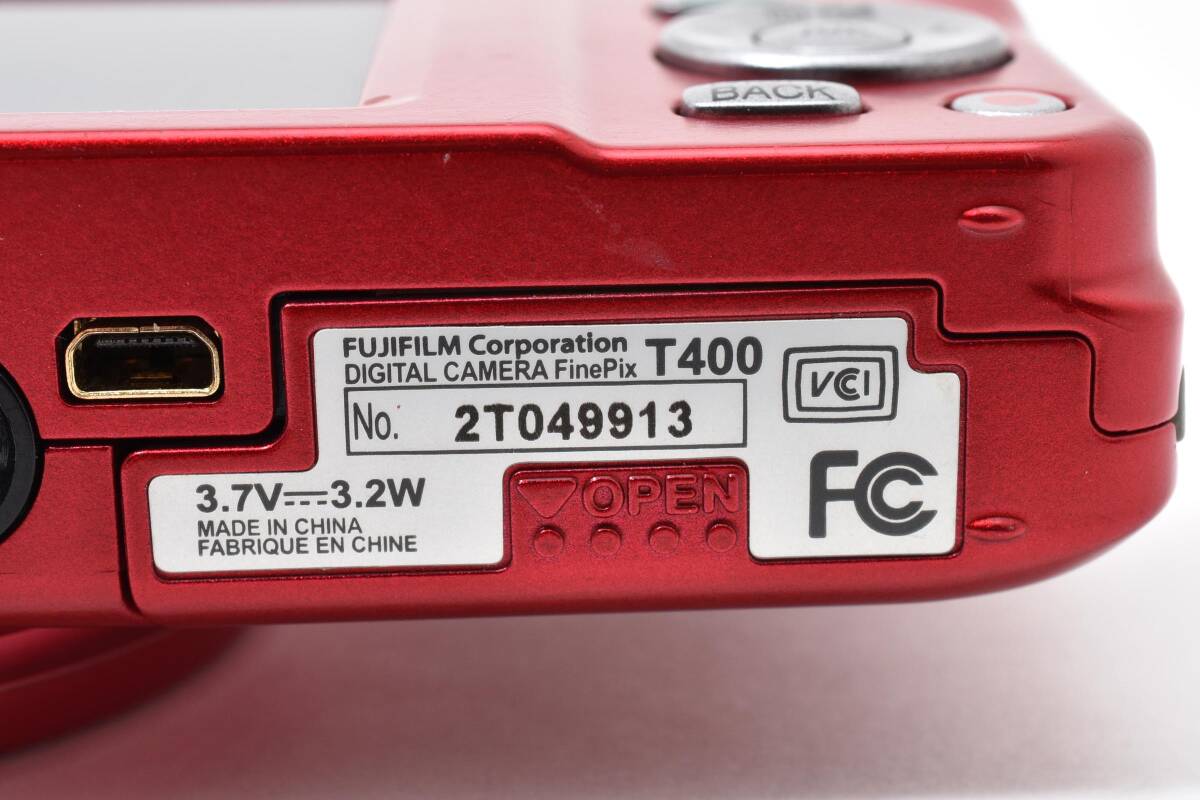 BACK
FUJIFILM Corporation
DIGITAL CAMERA FinePix T400
No. 2T049913
VCCI
FC
3.7V⎓3.2W
MADE IN CHINA
FABRIQUE EN CHINE
OPEN